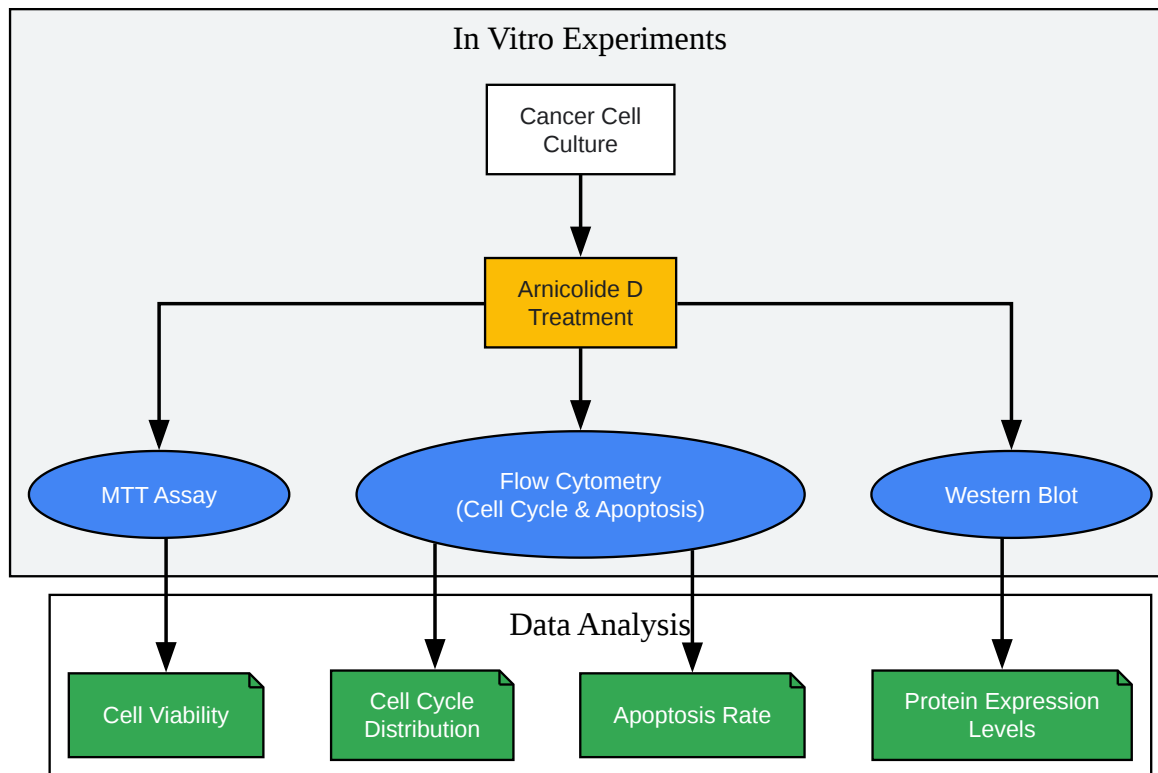 In Vitro Experiments
Cancer Cell
Culture
Arnicolide D
Treatment
MTT Assay
Flow Cytometry
(Cell Cycle & Apoptosis)
Western Blot
Data Analysis
Cell Viability
Cell Cycle
Distribution
Apoptosis Rate
Protein Expression
Levels